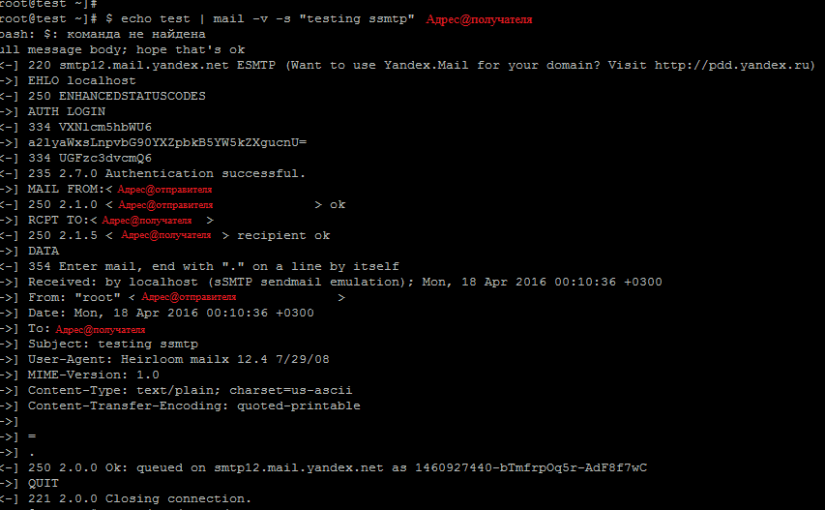 root@test ~]#
root@test ~]# $ echo test | mail -v -s "testing ssmtp" Адрес@получателя
bash: $: команда не найдена
ull message body; hope that's ok
<-] 220 smtp12.mail.yandex.net ESMTP (Want to use Yandex.Mail for your domain? Visit http://pdd.yandex.ru)
->] EHLO localhost
<-] 250 ENHANCEDSTATUSCODES
->] AUTH LOGIN
<-] 334 VXNlcm5hbWU6
->] a2lyaWxsLnpvbG90YXZpbkB5YW5kZXgucnU=
<-] 334 UGFzc3dvcmQ6
<-] 235 2.7.0 Authentication successful.
->] MAIL FROM:< Адрес@отправителя
<-] 250 2.1.0 < Адрес@отправителя > ok
->] RCPT TO:< Адрес@получателя >
<-] 250 2.1.5 < Адрес@получателя > recipient ok
->] DATA
<-] 354 Enter mail, end with "." on a line by itself
->] Received: by localhost (sSMTP sendmail emulation); Mon, 18 Apr 2016 00:10:36 +0300
->] From: "root" < Адрес@отправителя >
->] Date: Mon, 18 Apr 2016 00:10:36 +0300
->] To: Адрес@получателя
->] Subject: testing ssmtp
->] User-Agent: Heirloom mailx 12.4 7/29/08
->] MIME-Version: 1.0
->] Content-Type: text/plain; charset=us-ascii
->] Content-Transfer-Encoding: quoted-printable
->]
->] =
->] .
<-] 250 2.0.0 Ok: queued on smtp12.mail.yandex.net as 1460927440-bTmfrpOq5r-AdF8f7wC
->] QUIT
<-] 221 2.0.0 Closing connection.